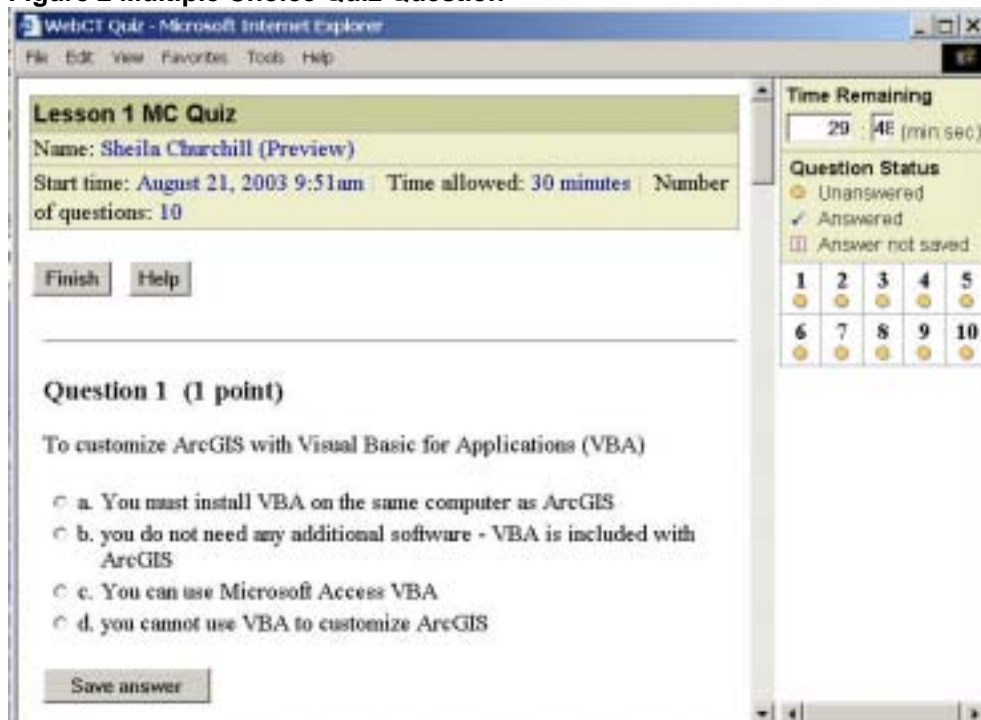 Figure 2 Multiple Choice Quiz Question
WebCT Quiz - Microsoft Internet Explorer
File Edit View Favorites Tools Help
Lesson 1 MC Quiz
Name: Sheila Churchill (Preview)
Start time: August 21, 2003 9:51am | Time allowed: 30 minutes | Number
of questions: 10
Finish Help
Question 1 (1 point)
To customize ArcGIS with Visual Basic for Applications (VBA)
a. You must install VBA on the same computer as ArcGIS
b. you do not need any additional software - VBA is included with
ArcGIS
c. You can use Microsoft Access VBA
d. you cannot use VBA to customize ArcGIS
Save answer
Time Remaining
29 : 48 (min:sec)
Question Status
Unanswered
Answered
Answer not saved
1 2 3 4 5
6 7 8 9 10